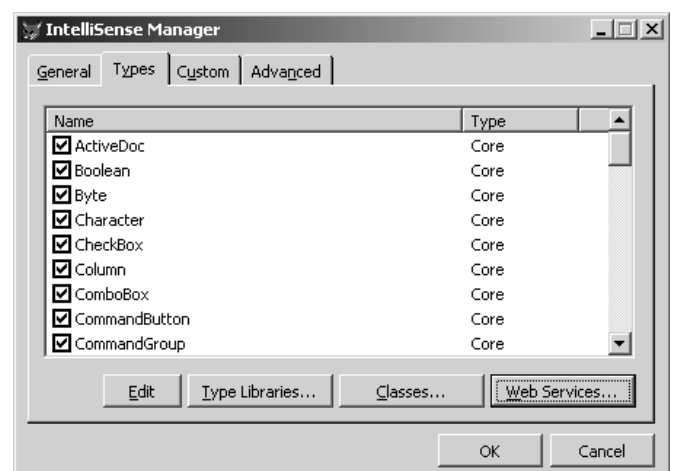 IntelliSense Manager
General Types Custom Advanced
Name Type
ActiveDoc Core
Boolean Core
Byte Core
Character Core
CheckBox Core
Column Core
ComboBox Core
CommandButton Core
CommandGroup Core
Edit Type Libraries... Classes... Web Services...
OK Cancel